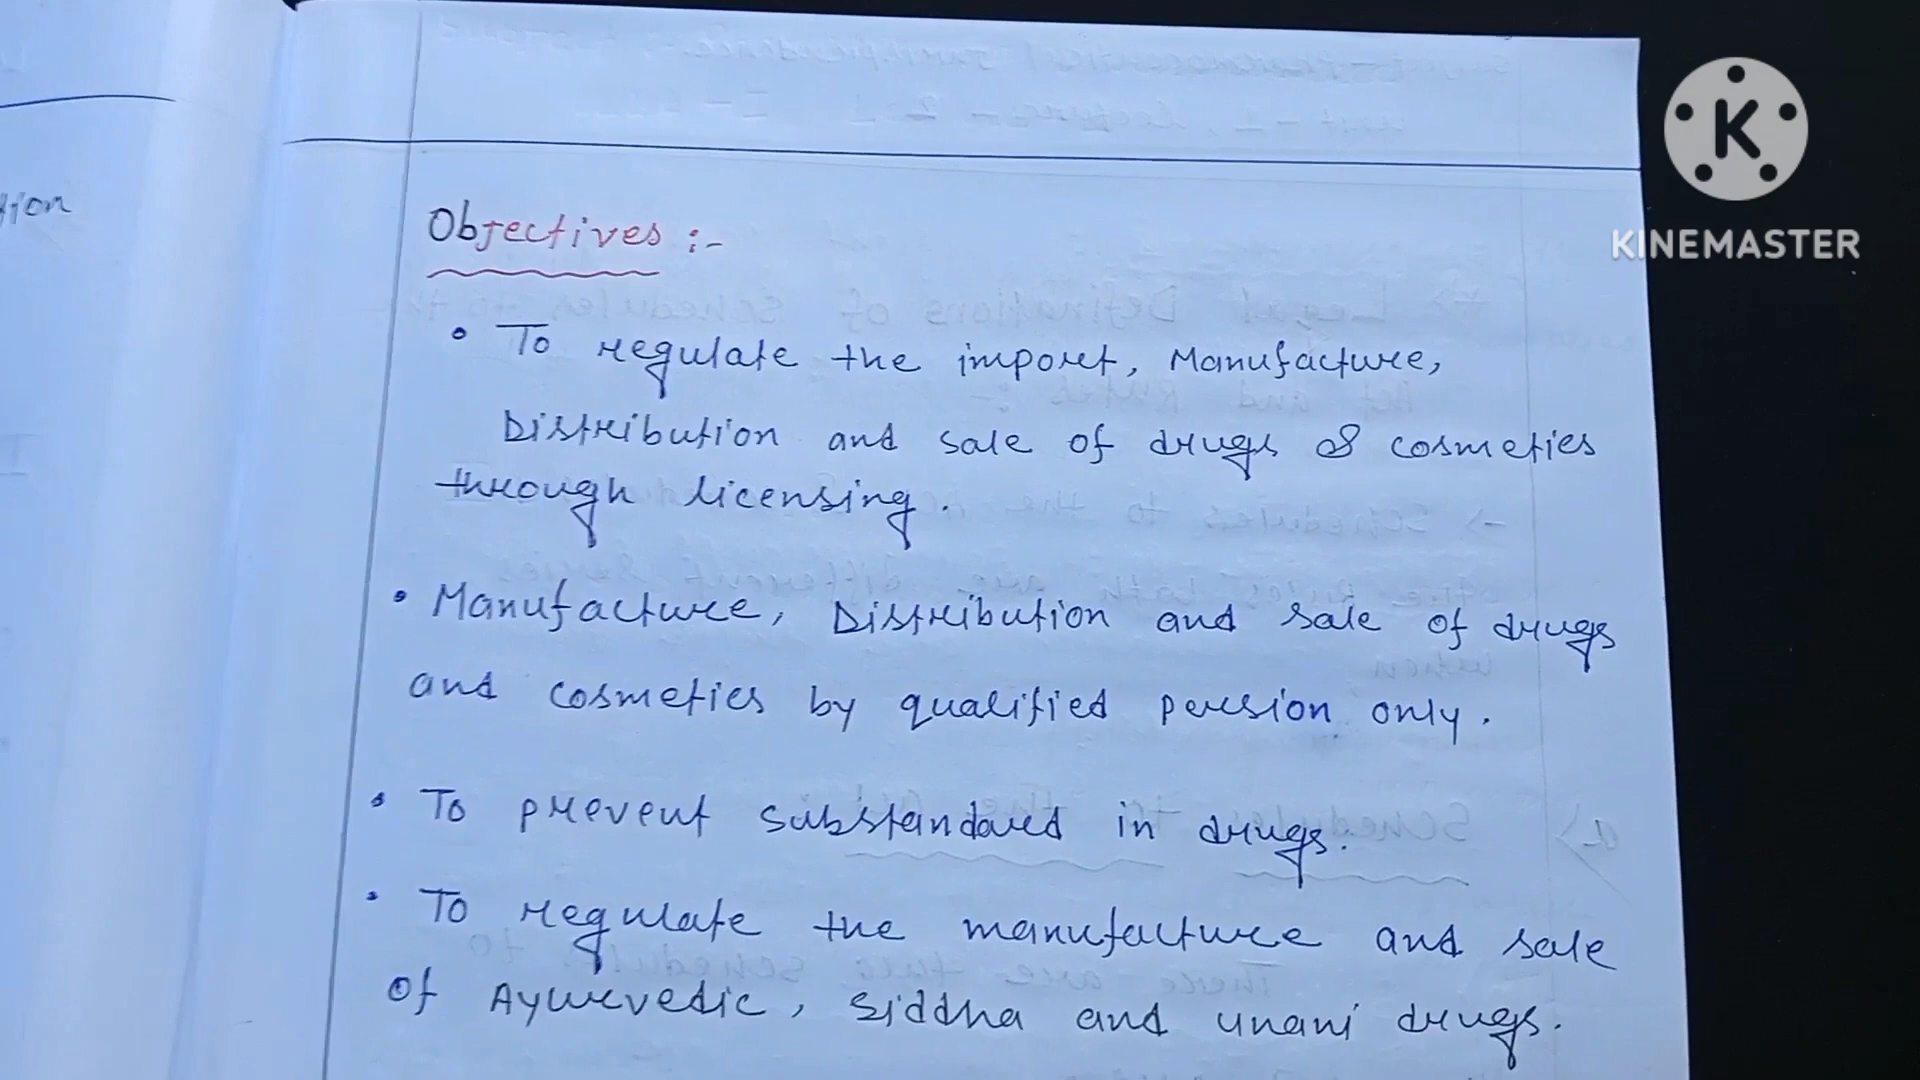 tion
Objectives :-
• To regulate the import, Manufacture,
Distribution and sale of drugs & cosmetics
through licensing.
• Manufacture, Distribution and sale of drugs
and cosmetics by qualified persion only.
• To prevent substandard in drugs.
• To regulate the manufacture and sale
of Ayurvedic, Siddha and unani drugs.
K
KINEMASTER